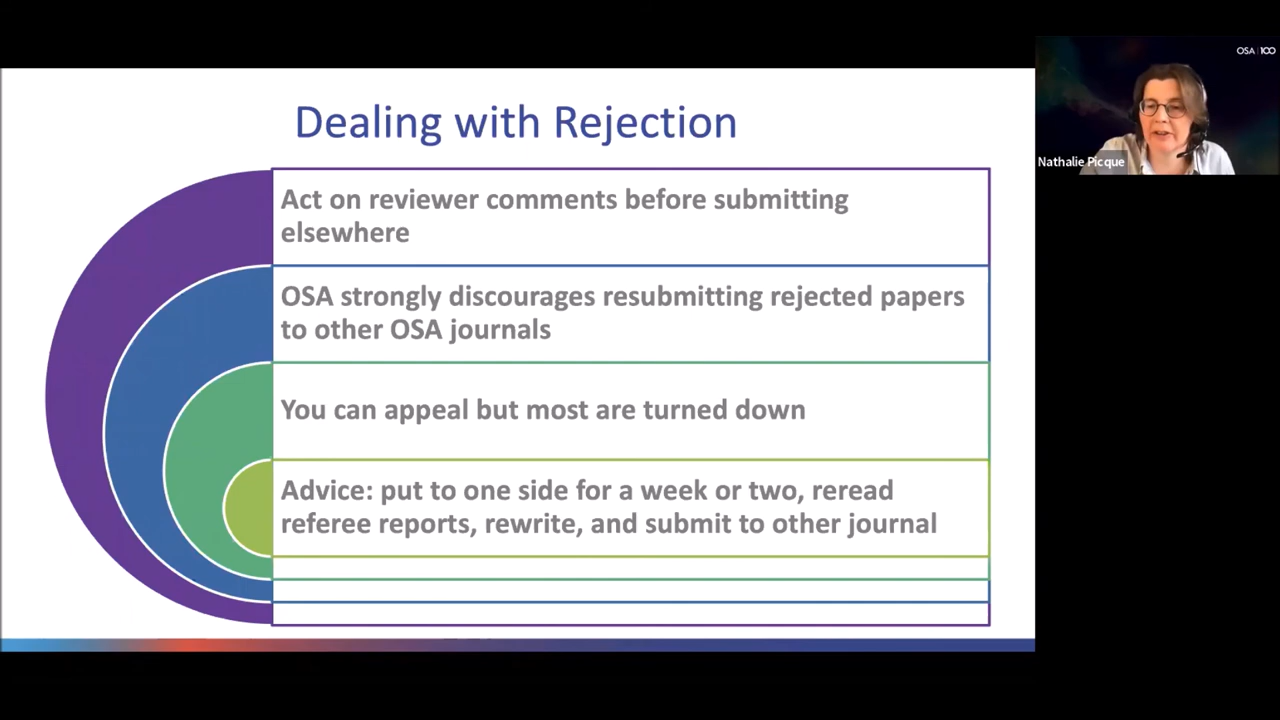 Dealing with Rejection
Act on reviewer comments before submitting
elsewhere
OSA strongly discourages resubmitting rejected papers
to other OSA journals
You can appeal but most are turned down
Advice: put to one side for a week or two, reread
referee reports, rewrite, and submit to other journal
OSA 100
Nathalie Picque